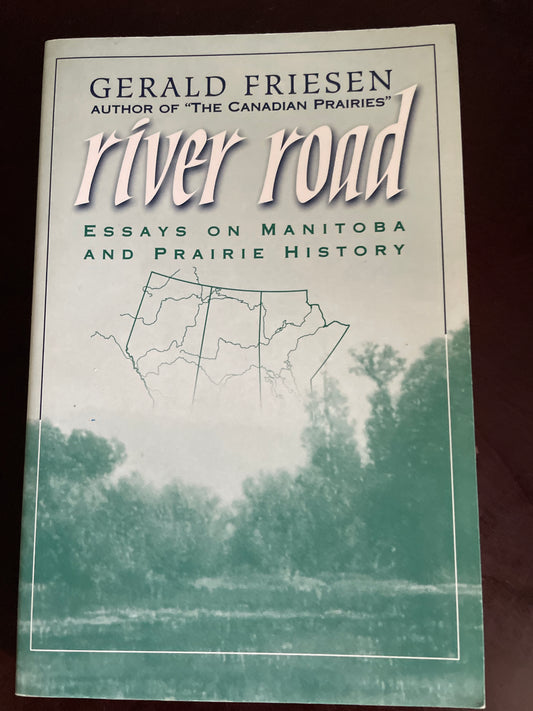 GERALD FRIESEN
AUTHOR OF "THE CANADIAN PRAIRIES"
river road
ESSAYS ON MANITOBA
AND PRAIRIE HISTORY